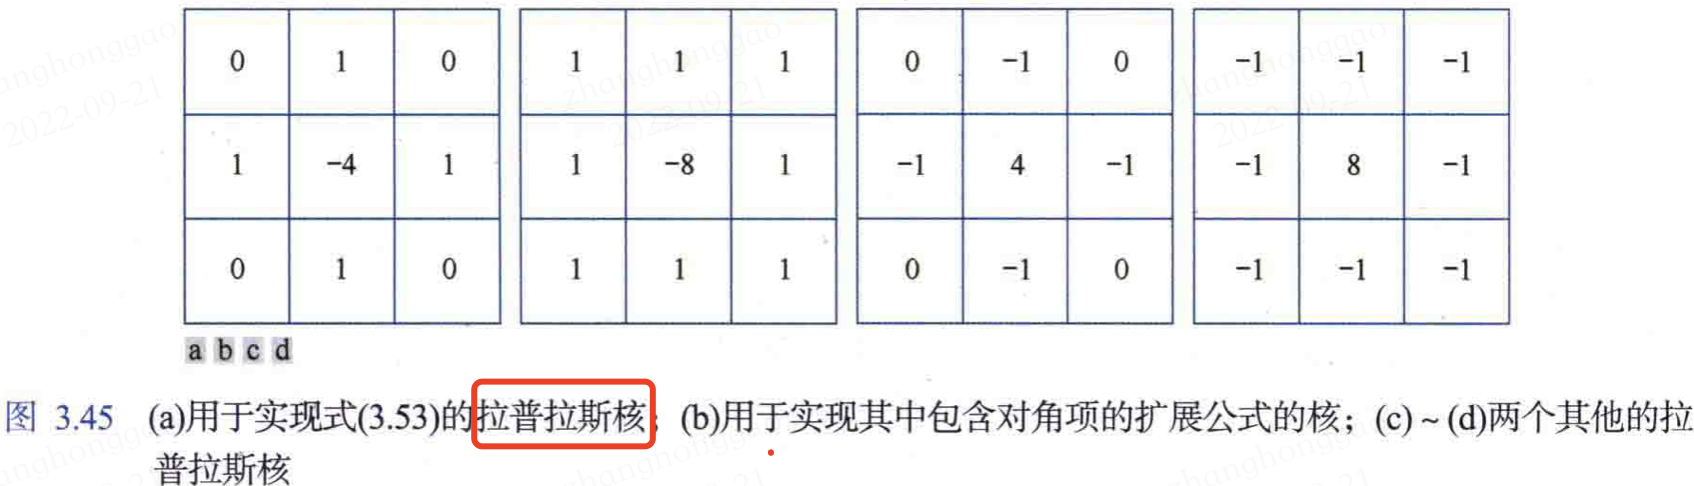 0 1 0 1 1 1 0 -1 0 -1 -1 -1
1 -4 1 1 -8 1 -1 4 -1 -1 8 -1
0 1 0 1 1 1 0 -1 0 -1 -1 -1
a b c d
图 3.45 (a)用于实现式(3.53)的拉普拉斯核；(b)用于实现其中包含对角项的扩展公式的核；(c) ~ (d)两个其他的拉
普拉斯核
zhanghonggao
2022-09-21